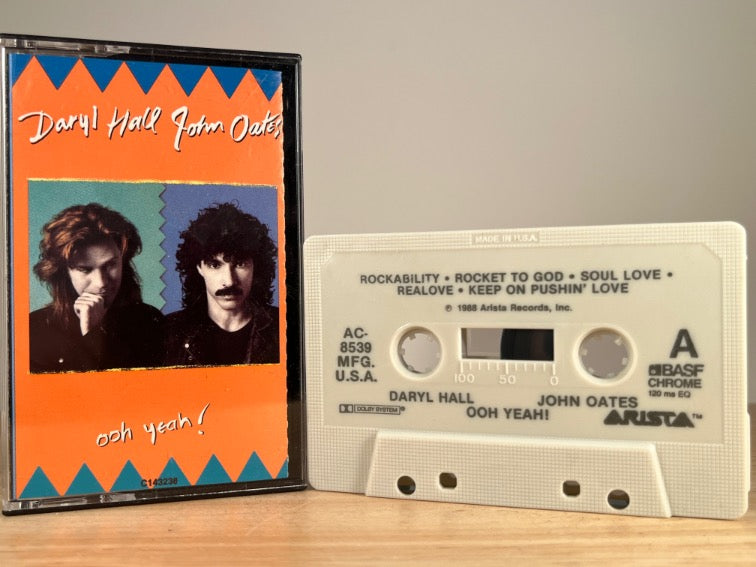 Daryl Hall John Oates
ooh yeah!
C143236
MADE IN U.S.A.
ROCKABILITY • ROCKET TO GOD • SOUL LOVE •
REALOVE • KEEP ON PUSHIN' LOVE
℗ 1988 Arista Records, Inc.
AC-
8539
MFG.
U.S.A.
100 50 0
A
BASF
CHROME
120 ms EQ
DARYL HALL JOHN OATES
OOH YEAH!
DOLBY SYSTEM®
ARISTA™